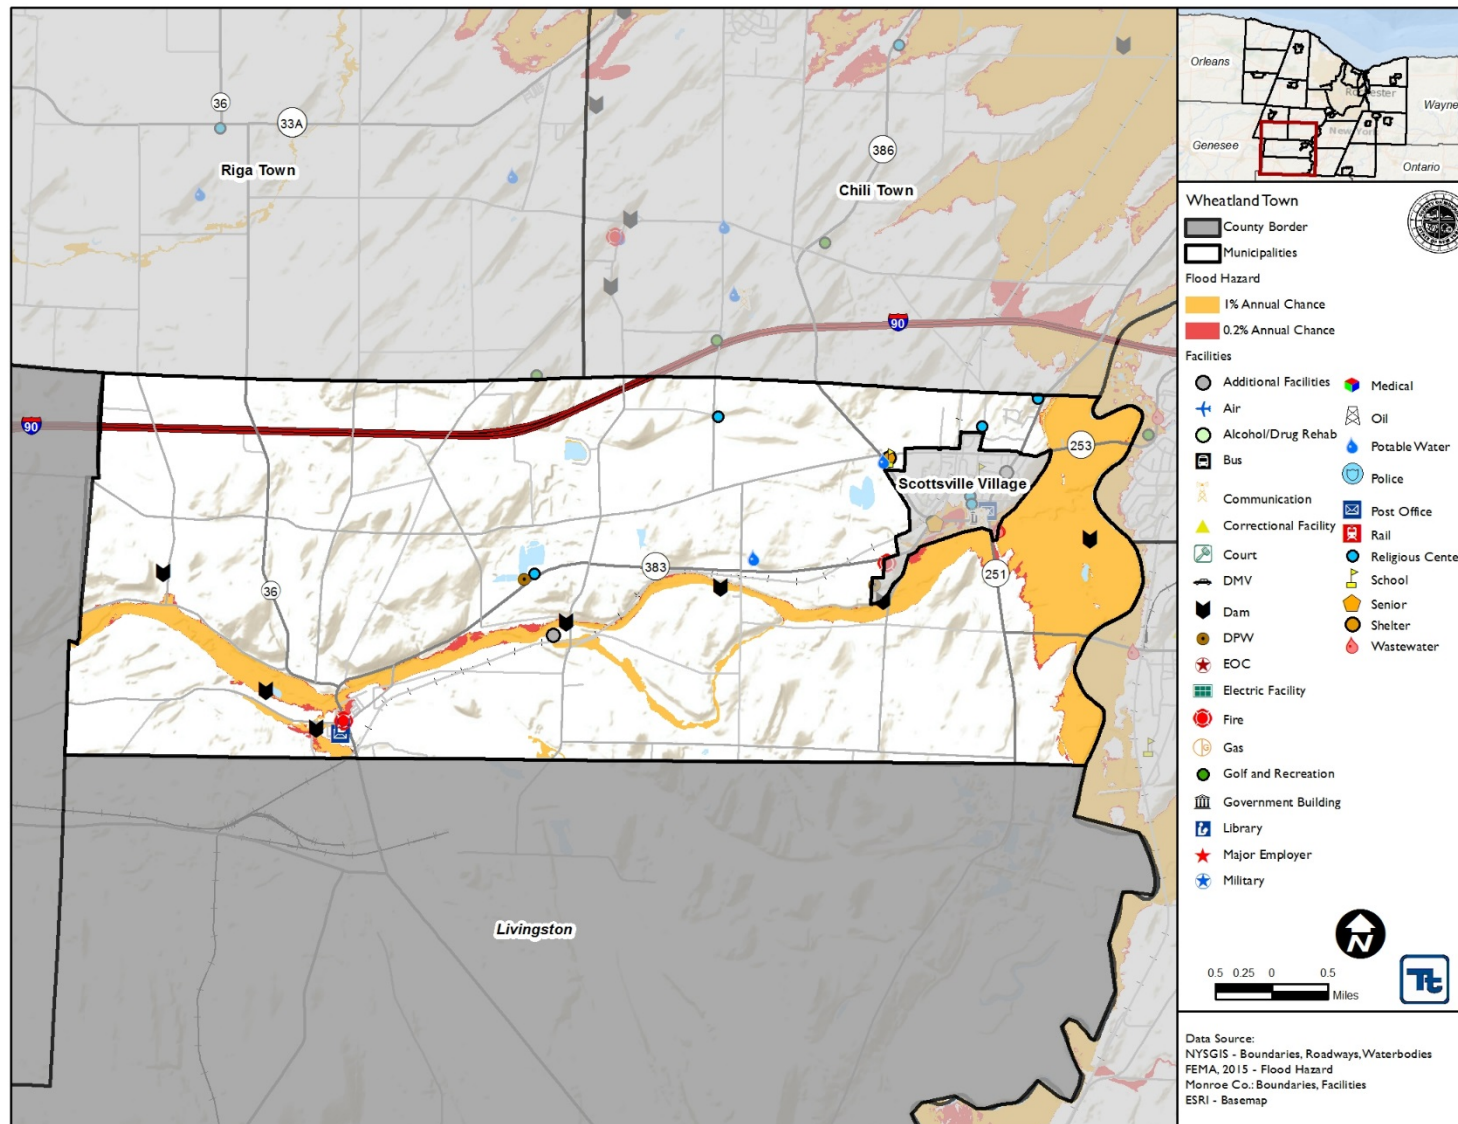 36
33A
Riga Town
386
Chili Town
90
90
253
Scottsville Village
383
251
36
Livingston
Orleans
Rochester
Wayne
New York
Genesee
Ontario
Wheatland Town
County Border
Municipalities
Flood Hazard
1% Annual Chance
0.2% Annual Chance
Facilities
Additional Facilities
Air
Alcohol/Drug Rehab
Bus
Communication
Correctional Facility
Court
DMV
Dam
DPW
EOC
Electric Facility
Fire
Gas
Golf and Recreation
Government Building
Library
Major Employer
Military
Medical
Oil
Potable Water
Police
Post Office
Rail
Religious Cente
School
Senior
Shelter
Wastewater
N
0.5 0.25 0 0.5
Miles
Tt
Data Source:
NYSGIS - Boundaries, Roadways, Waterbodies
FEMA, 2015 - Flood Hazard
Monroe Co.: Boundaries, Facilities
ESRI - Basemap